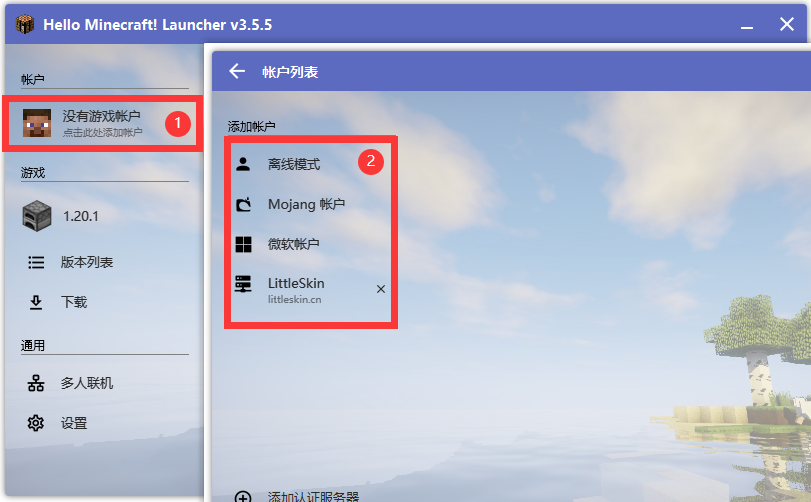 Hello Minecraft! Launcher v3.5.5
帐户
没有游戏帐户
点击此处添加帐户
1
游戏
1.20.1
版本列表
下载
通用
多人联机
设置
帐户列表
添加帐户
离线模式
2
Mojang 帐户
微软帐户
LittleSkin
littleskin.cn
添加认证服务器